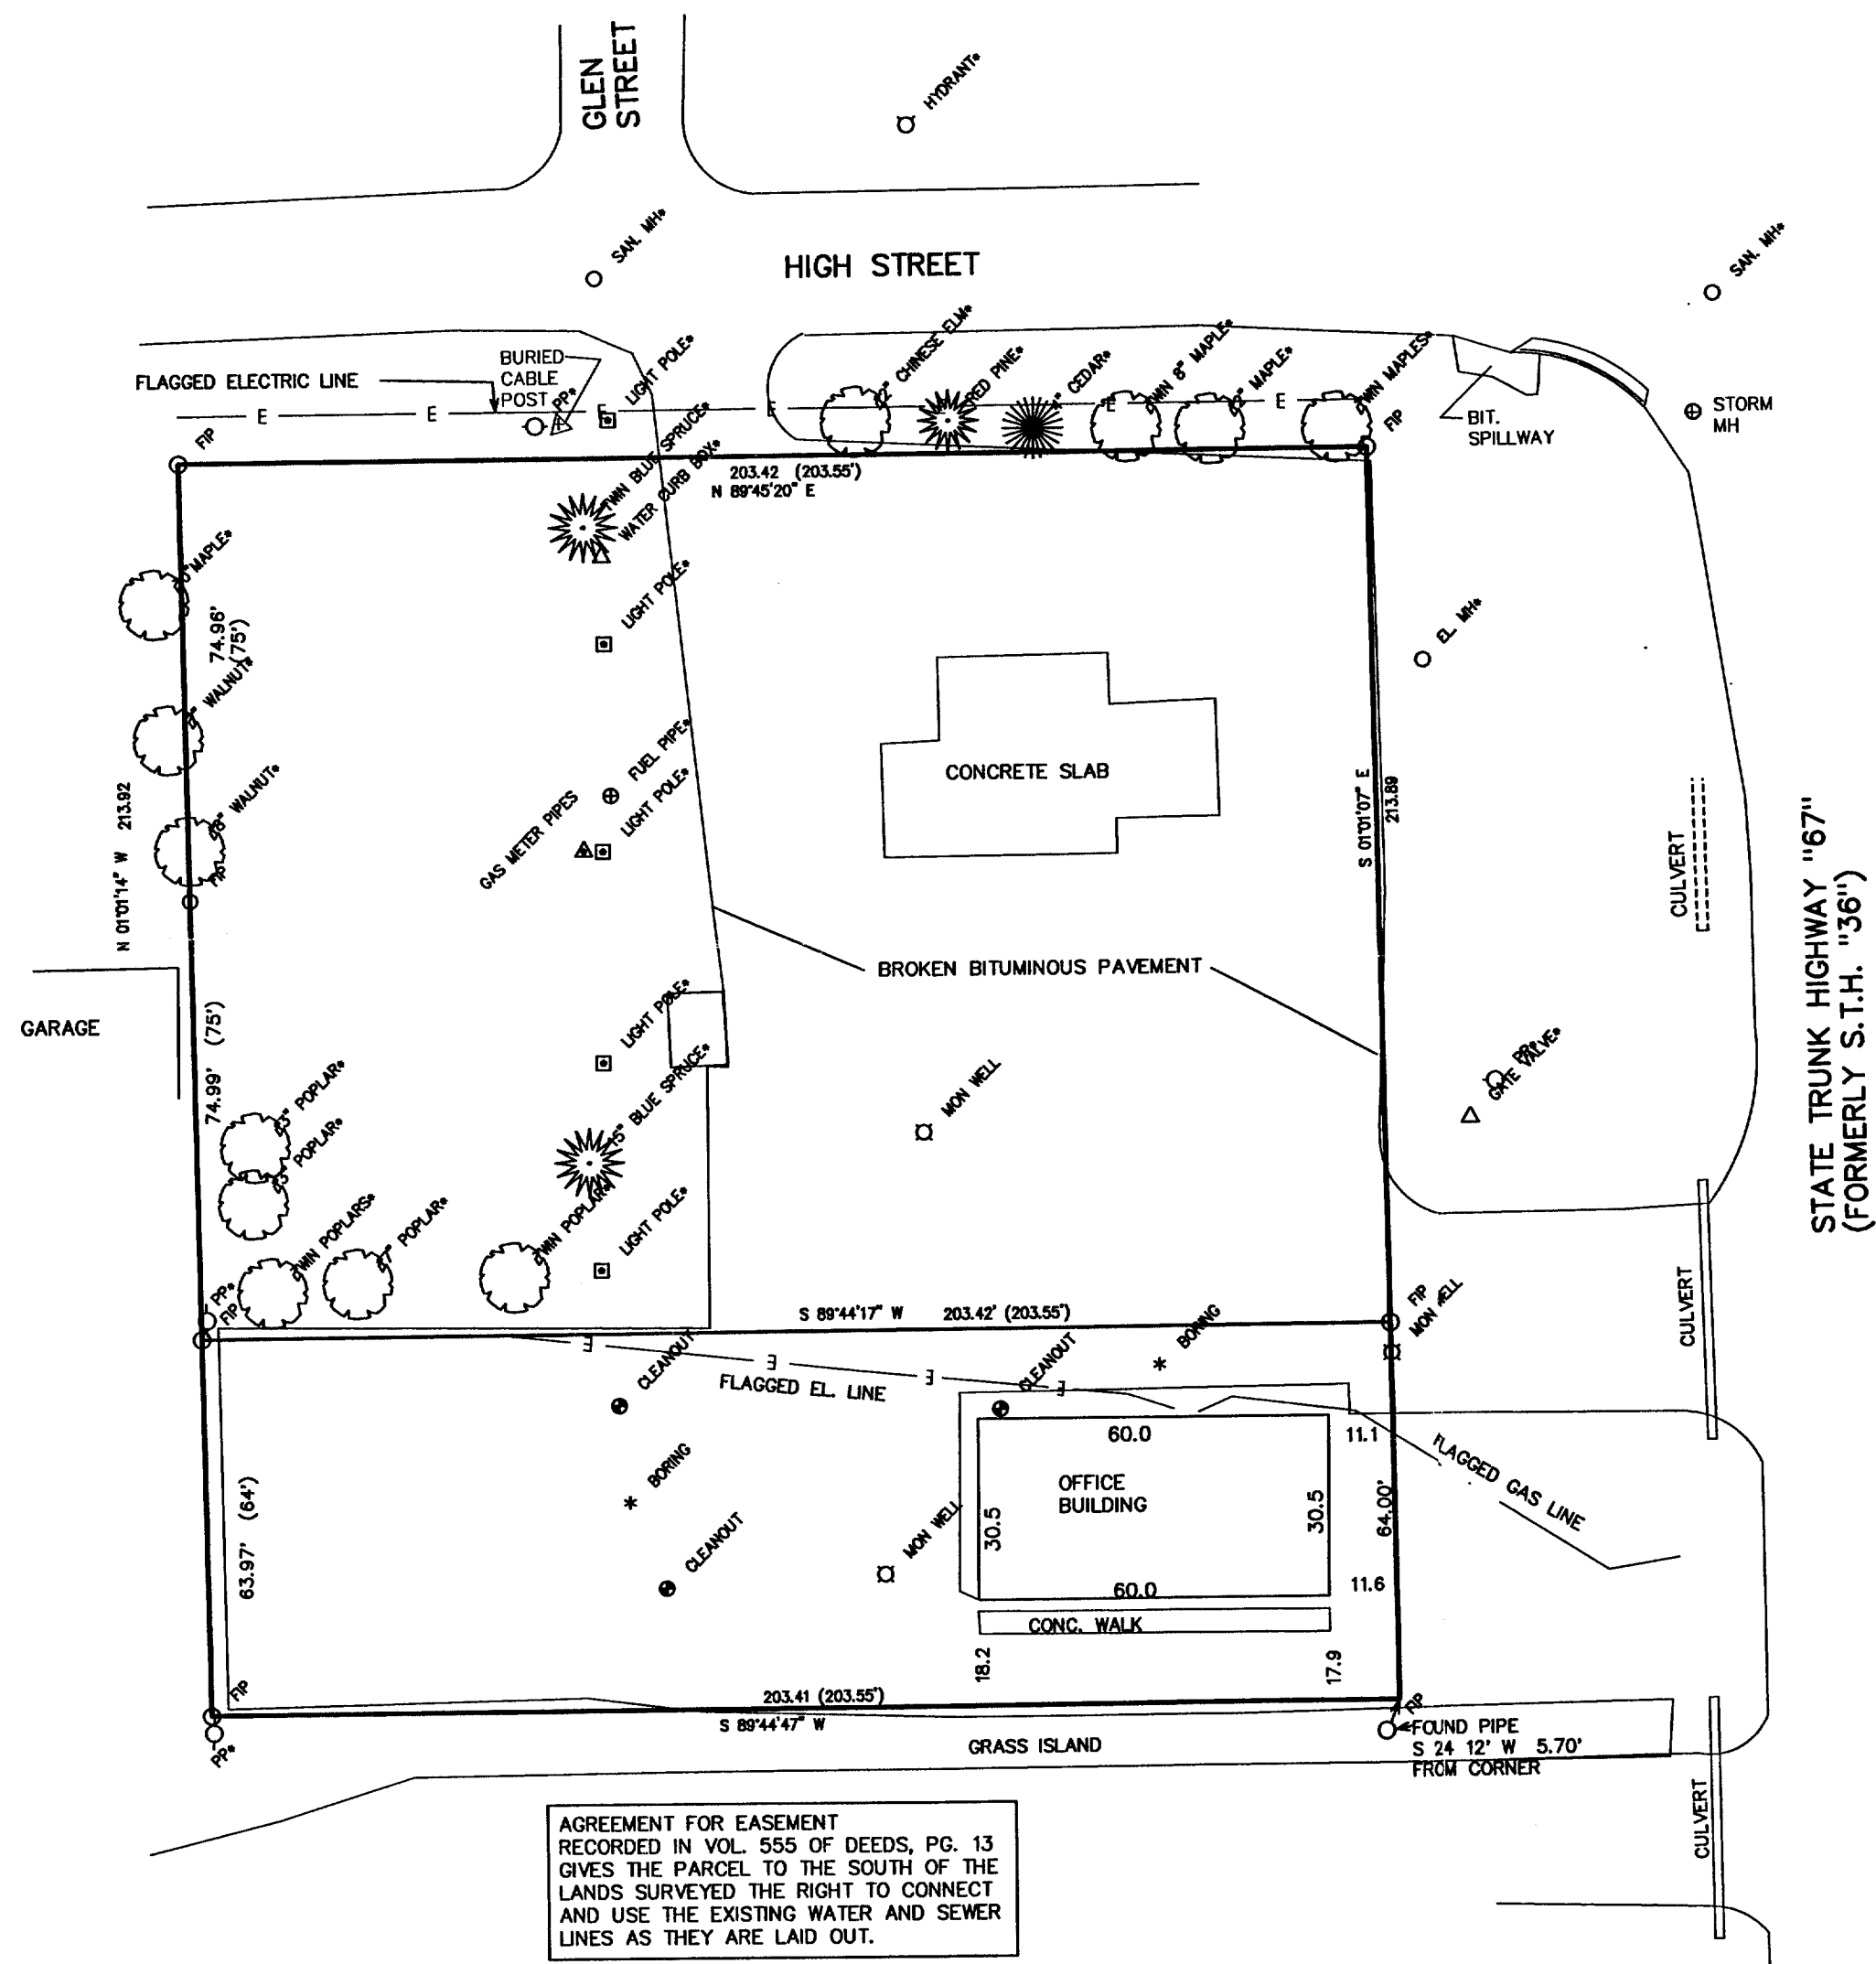 GLEN
STREET
HYDRANT*
SAN. MH*
HIGH STREET
SAN. MH*
BURIED
CABLE
POST
FLAGGED ELECTRIC LINE
PP*
LIGHT POLE*
E
E
E
E
E
E
CHINESE ELM*
RED PINE*
CEDAR*
TWIN 8" MAPLE*
MAPLE*
TWIN MAPLES*
FIP
FIP
BIT.
SPILLWAY
STORM
MH
203.42 (203.55')
N 89°45'20" E
TWIN BLUE SPRUCE*
WATER CURB BOX*
MAPLE*
74.96'
(75')
LIGHT POLE*
EL. MH*
WALNUT*
WALNUT*
FUEL PIPE*
LIGHT POLE*
GAS METER PIPES
CONCRETE SLAB
S 01°01'07" E
213.89
N 01°01'14" W 213.92
CULVERT
STATE TRUNK HIGHWAY "67"
(FORMERLY S.T.H. "36")
BROKEN BITUMINOUS PAVEMENT
GARAGE
74.99' (75')
LIGHT POLE*
15" BLUE SPRUCE*
MON WELL
PP*
GATE VALVE*
POPLAR*
POPLAR*
TWIN POPLARS*
POPLAR*
TWIN POPLAR*
LIGHT POLE*
PP*
FIP
S 89°44'17" W 203.42' (203.55')
FIP
MON WELL
CULVERT
E
E
E
E
CLEANOUT
FLAGGED EL. LINE
CLEANOUT
BORING
60.0
11.1
FLAGGED GAS LINE
OFFICE
BUILDING
30.5
30.5
64.00'
BORING
MON WELL
CLEANOUT
63.97' (64')
60.0
11.6
CONC. WALK
18.2
17.9
FIP
203.41 (203.55')
S 89°44'47" W
PP*
FIP
GRASS ISLAND
FOUND PIPE
S 24 12' W 5.70'
FROM CORNER
CULVERT
AGREEMENT FOR EASEMENT
RECORDED IN VOL. 555 OF DEEDS, PG. 13
GIVES THE PARCEL TO THE SOUTH OF THE
LANDS SURVEYED THE RIGHT TO CONNECT
AND USE THE EXISTING WATER AND SEWER
LINES AS THEY ARE LAID OUT.